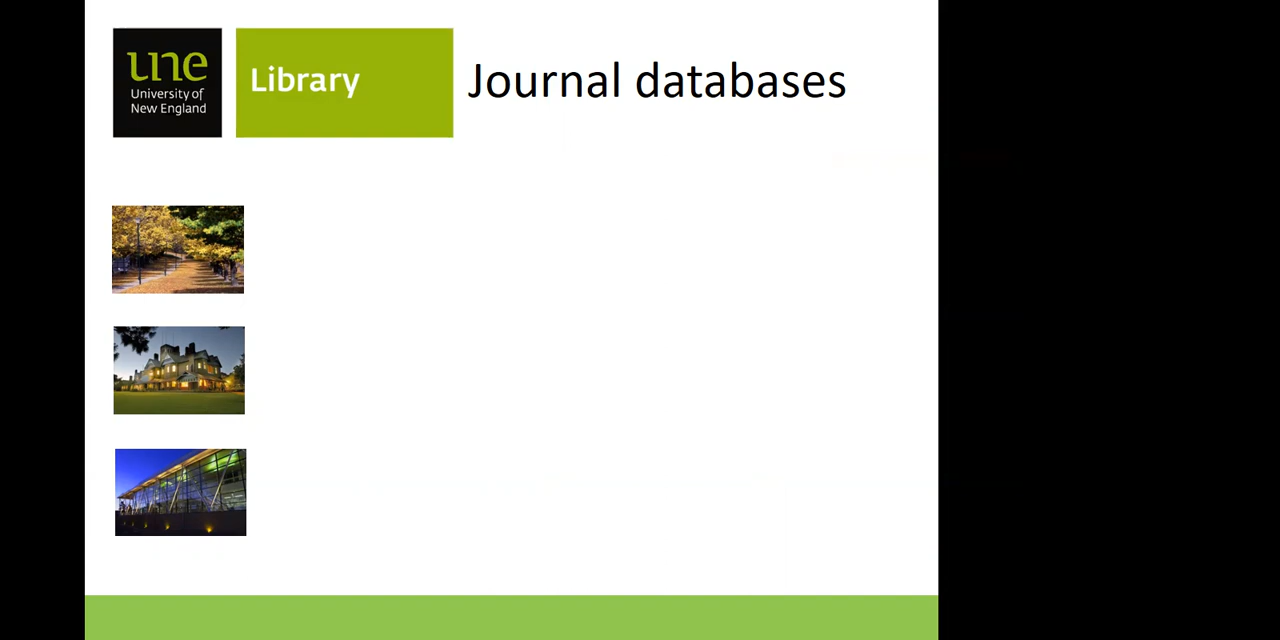 une
University of
New England
Library
Journal databases